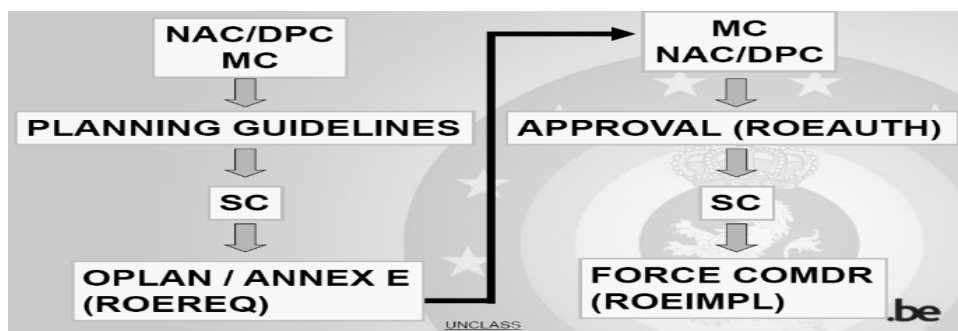 NAC/DPC
MC
PLANNING GUIDELINES
SC
OPLAN / ANNEX E
(ROEREQ)
MC
NAC/DPC
APPROVAL (ROEAUTH)
SC
FORCE COMDR
(ROEIMPL)
.be
UNCLASS